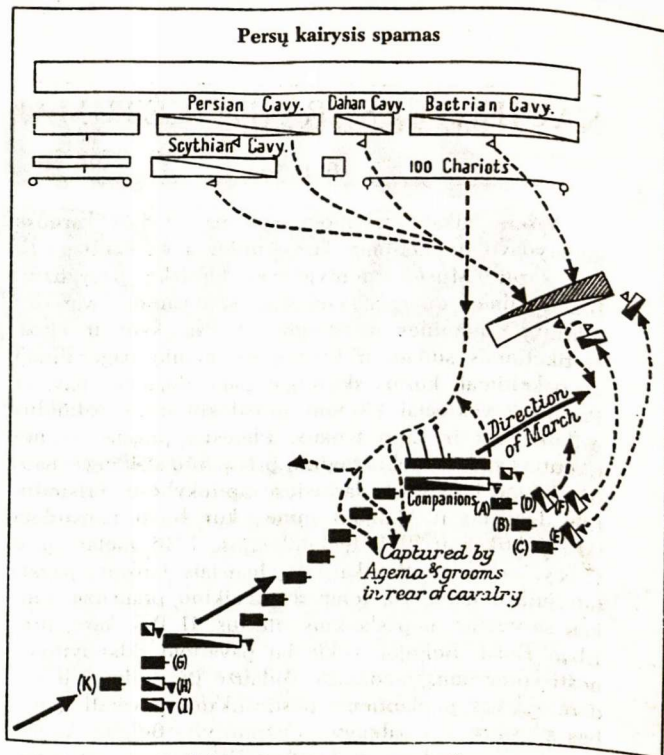 Persų kairysis sparnas
Persian Cavy. Dahan Cavy. Bactrian Cavy.
Scythian Cavy.
100 Chariots
Direction
of March
Companions
(A)
(D)
(F)
(B)
(E)
(C)
Captured by
Agema & grooms
in rear of cavalry
(G)
(K)
(H)
(I)